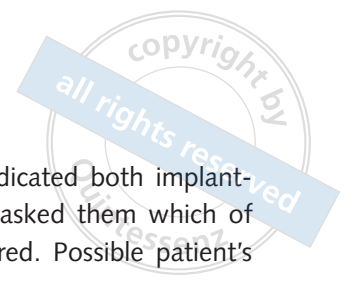 copyright by
all rights reserved
Quintessenz
dicated both implant-
asked them which of
red. Possible patient's